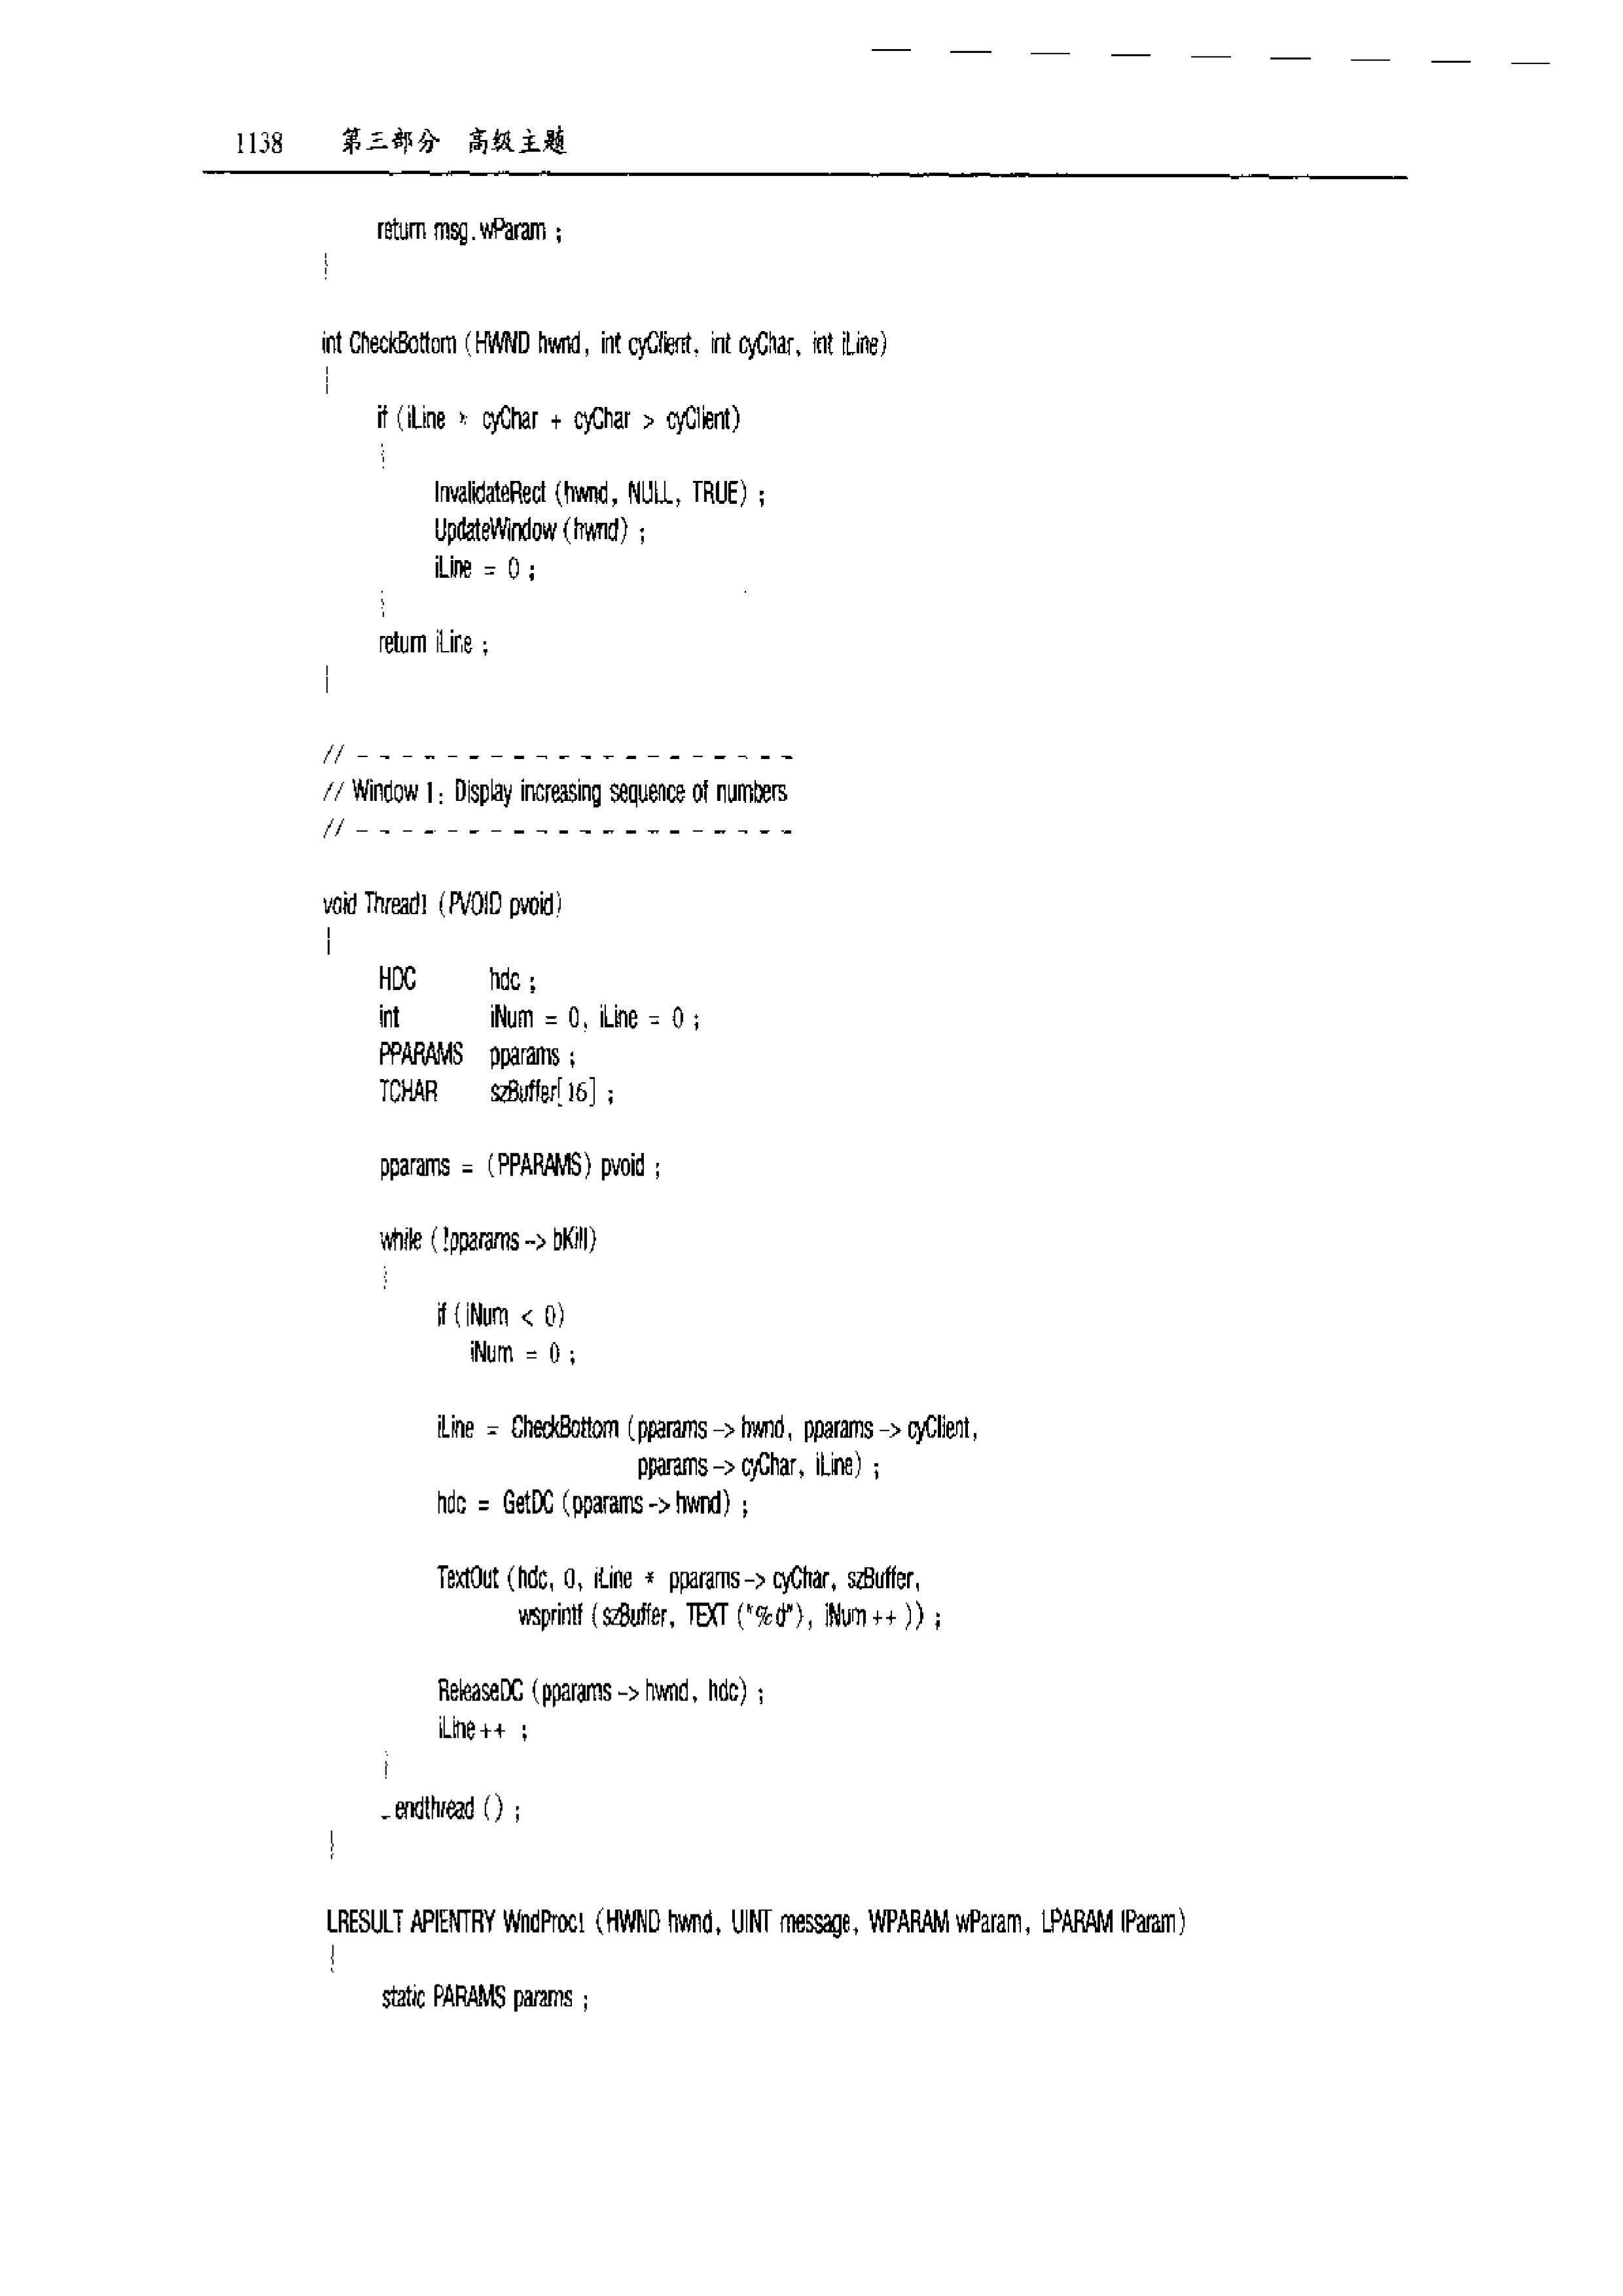 1138 第三部分 高级主题
return msg.wParam ;
}
int CheckBottom (HWND hwnd, int cyClient, int cyChar, int iLine)
{
if (iLine * cyChar + cyChar > cyClient)
{
InvalidateRect (hwnd, NULL, TRUE) ;
UpdateWindow (hwnd) ;
iLine = 0 ;
}
return iLine ;
}
// - - - - - - - - - - - - - - - - - - - -
// Window 1: Display increasing sequence of numbers
// - - - - - - - - - - - - - - - - - - - -
void Thread1 (PVOID pvoid)
{
HDC hdc ;
int iNum = 0, iLine = 0 ;
PPARAMS pparams ;
TCHAR szBuffer[16] ;
pparams = (PPARAMS) pvoid ;
while (!pparams -> bKill)
{
if (iNum < 0)
iNum = 0 ;
iLine = CheckBottom (pparams -> hwnd, pparams -> cyClient,
pparams -> cyChar, iLine) ;
hdc = GetDC (pparams -> hwnd) ;
TextOut (hdc, 0, iLine * pparams -> cyChar, szBuffer,
wsprintf (szBuffer, TEXT ("%d"), iNum ++ )) ;
ReleaseDC (pparams -> hwnd, hdc) ;
iLine ++ ;
}
_endthread () ;
}
LRESULT APIENTRY WndProc1 (HWND hwnd, UINT message, WPARAM wParam, LPARAM lParam)
{
static PARAMS params ;